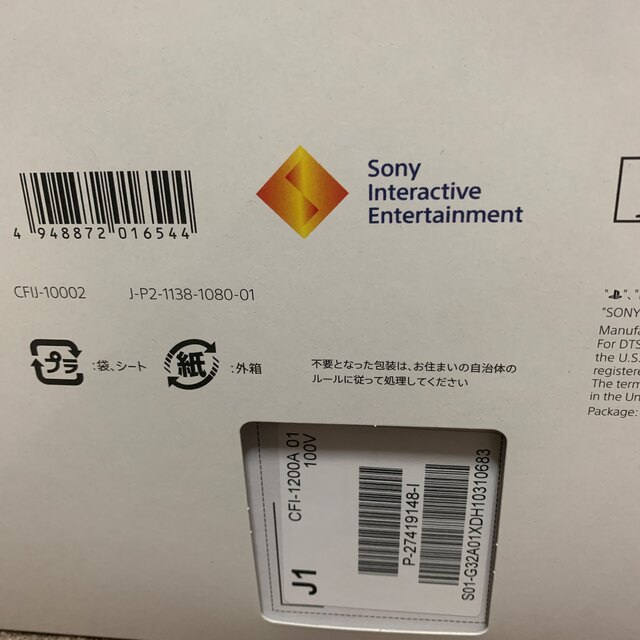 Sony
Interactive
Entertainment
4 948872 016544
CFIJ-10002 J-P2-1138-1080-01
プラ :袋、シート
紙 :外箱
不要となった包装は、お住まいの自治体の
ルールに従って処理してください
"SONY
Manufa
For DTS
the U.S.
registere
The term
in the Un
Package:
CFI-1200A 01
100V
J1
P-27419148-I
S01-G32A01XDH10310683